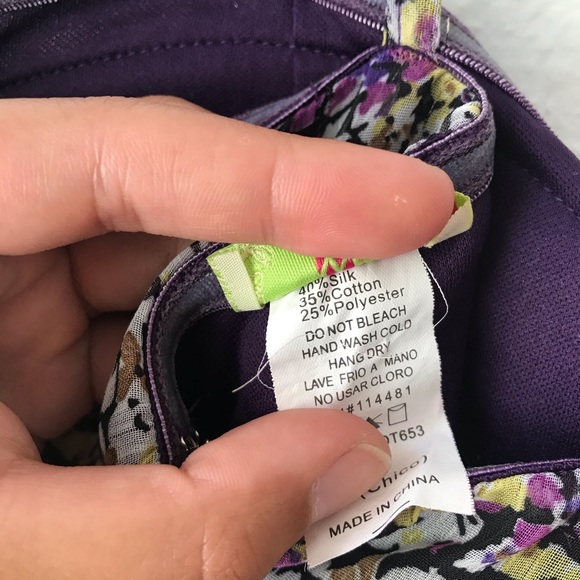 40%Silk
35%Cotton
25%Polyester
DO NOT BLEACH
HAND WASH COLD
HANG DRY
LAVE FRIO A MANO
NO USAR CLORO
#114481
OT653
(Chico)
MADE IN CHINA